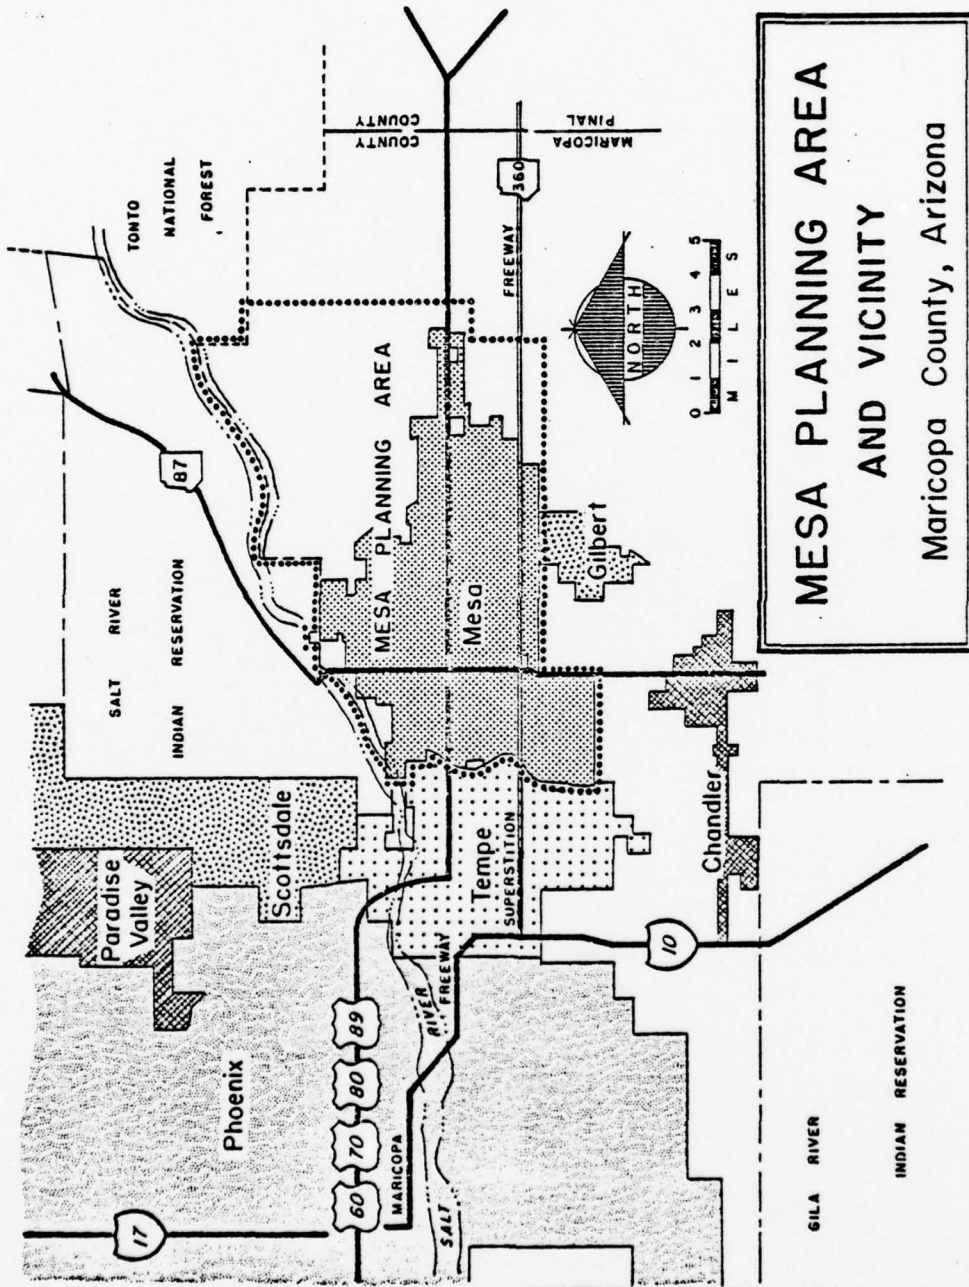 TONTO
NATIONAL
FOREST
SALT RIVER
INDIAN RESERVATION
87
Paradise
Valley
Scottsdale
Phoenix
17
60
70
80
89
MARICOPA
FREEWAY
SALT
RIVER
Tempe
SUPERSTITION
FREEWAY
360
MESA PLANNING AREA
Mesa
Gilbert
Chandler
10
MARICOPA COUNTY
PINAL COUNTY
GILA RIVER
INDIAN RESERVATION
NORTH
0 1 2 3 4 5
MILES
MESA PLANNING AREA
AND VICINITY
Maricopa County, Arizona